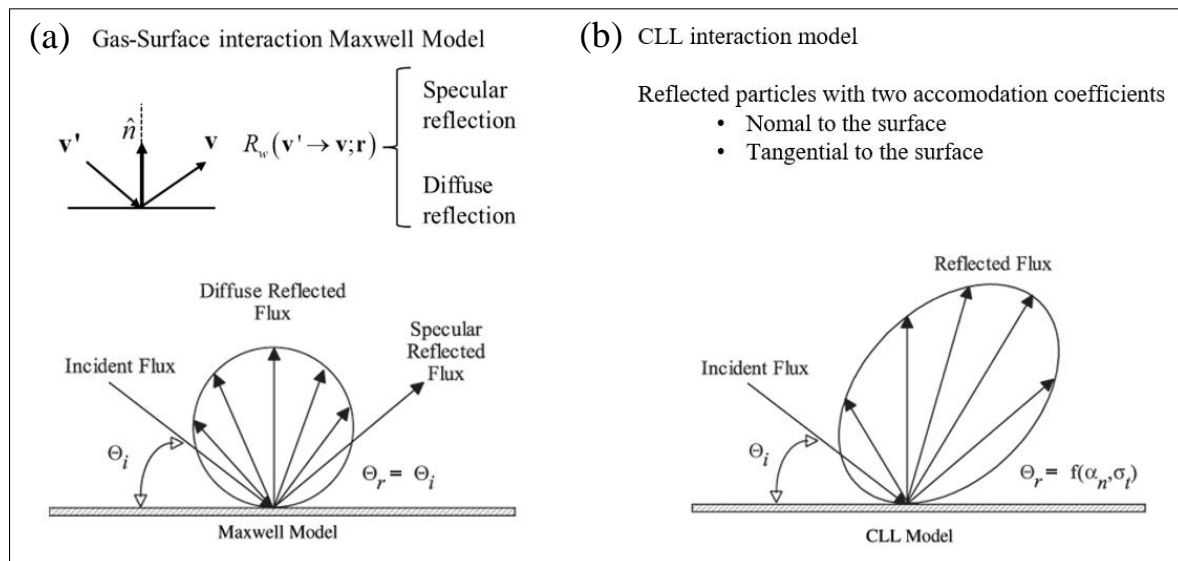 (a) Gas-Surface interaction Maxwell Model
v' n̂ v R_w(v' → v;r)
Specular
reflection
Diffuse
reflection
Diffuse Reflected
Flux
Specular
Reflected
Flux
Incident Flux
Θ_i
Θ_r = Θ_i
Maxwell Model
(b) CLL interaction model
Reflected particles with two accomodation coefficients
• Nomal to the surface
• Tangential to the surface
Reflected Flux
Incident Flux
Θ_i
Θ_r = f(α_n,σ_t)
CLL Model